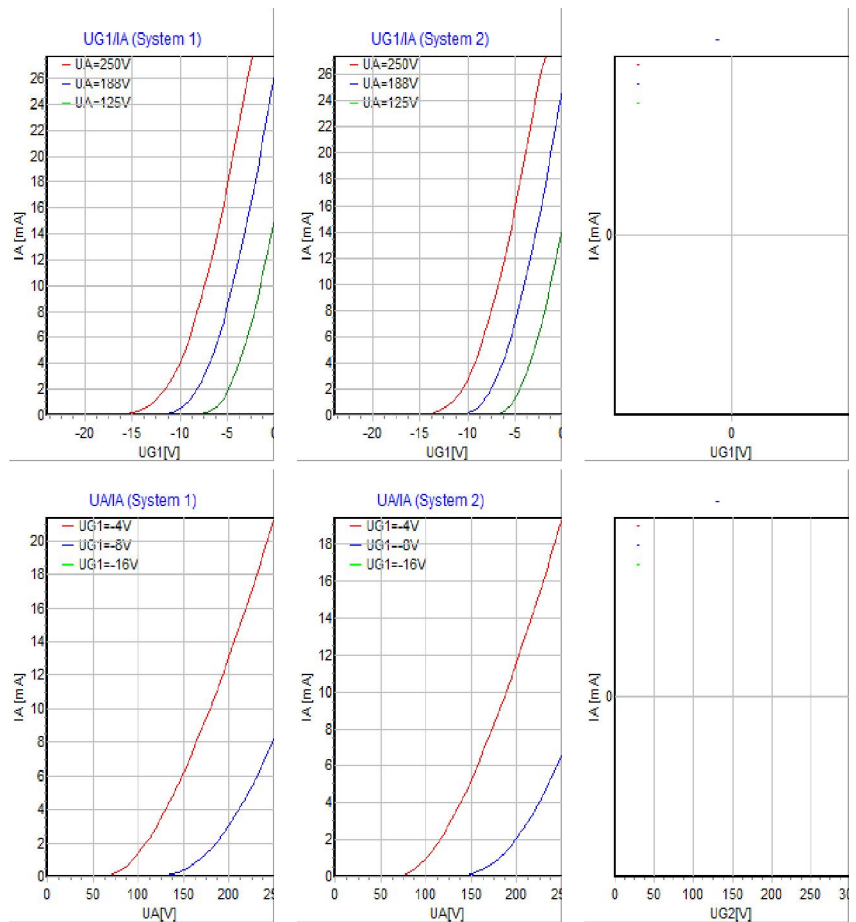 UG1/IA (System 1)
UA=250V
UA=188V
UA=125V
26
24
22
20
18
16
14
12
10
8
6
4
2
0
IA [mA]
-20 -15 -10 -5 0
UG1[V]
UG1/IA (System 2)
UA=250V
UA=188V
UA=125V
26
24
22
20
18
16
14
12
10
8
6
4
2
0
IA [mA]
-20 -15 -10 -5 0
UG1[V]
-
0
IA [mA]
0
UG1[V]
UA/IA (System 1)
UG1=-4V
UG1=-8V
UG1=-16V
20
18
16
14
12
10
8
6
4
2
0
IA [mA]
0 50 100 150 200 250
UA[V]
UA/IA (System 2)
UG1=-4V
UG1=-8V
UG1=-16V
18
16
14
12
10
8
6
4
2
0
IA [mA]
0 50 100 150 200 250
UA[V]
-
0
IA [mA]
0 50 100 150 200 250 300
UG2[V]